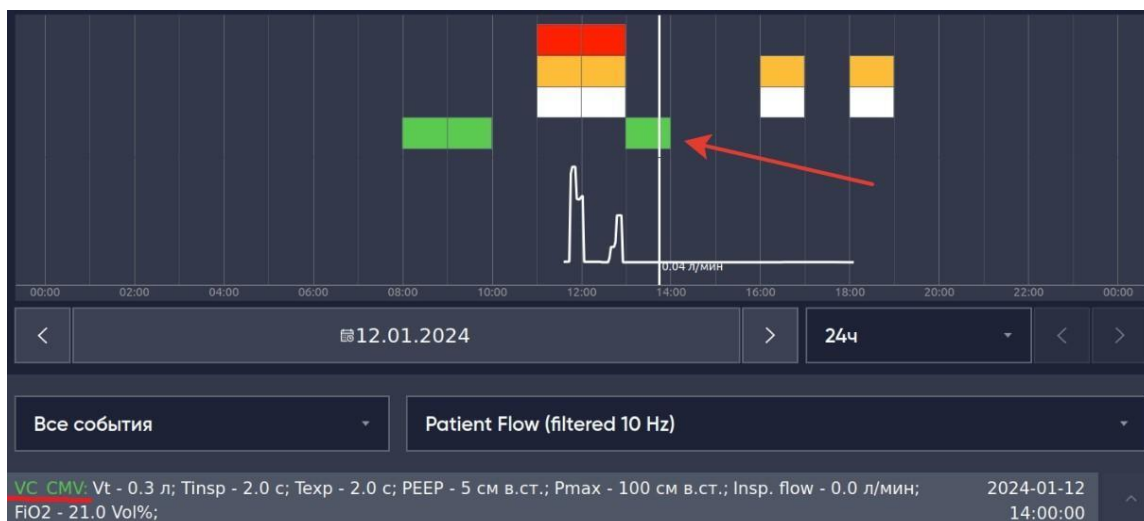 0.04 л/мин
00:00 02:00 04:00 06:00 08:00 10:00 12:00 14:00 16:00 18:00 20:00 22:00 00:00
12.01.2024
24ч
Все события
Patient Flow (filtered 10 Hz)
VC CMV: Vt - 0.3 л; Tinsp - 2.0 с; Texp - 2.0 с; PEEP - 5 см в.ст.; Pmax - 100 см в.ст.; Insp. flow - 0.0 л/мин; 2024-01-12
FiO2 - 21.0 Vol%; 14:00:00